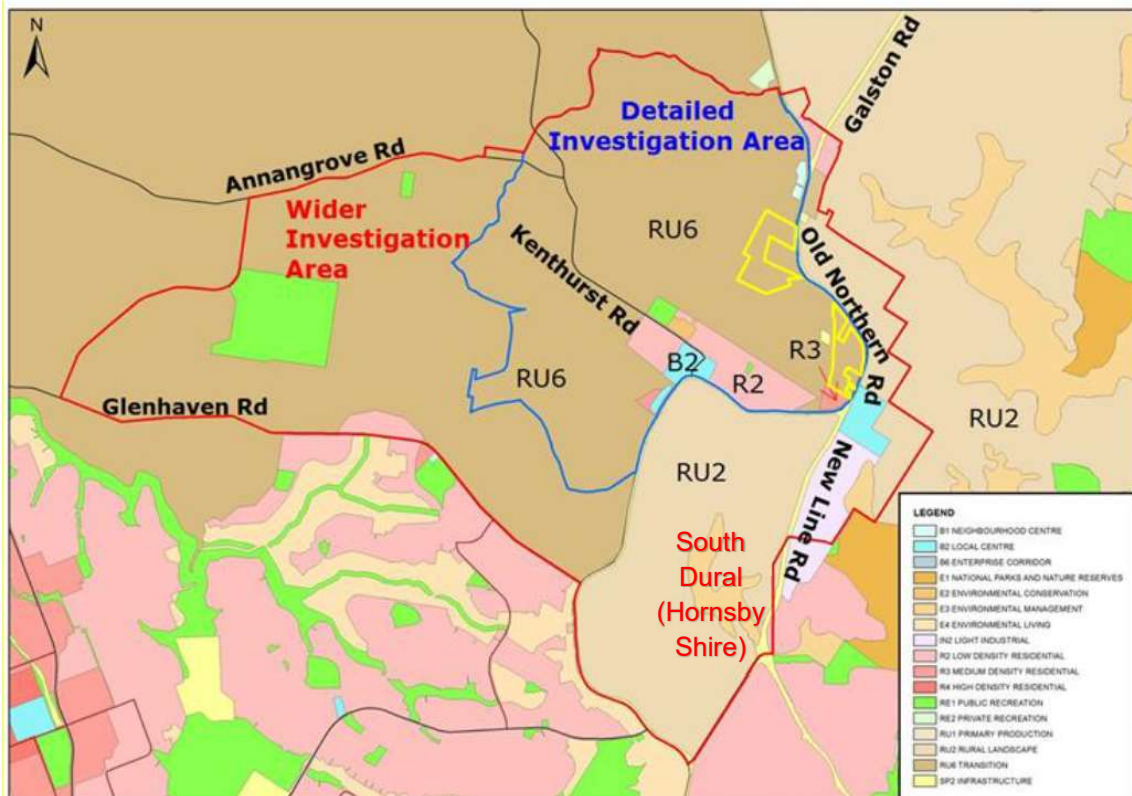 N
Galston Rd
Detailed
Investigation Area
Annangrove Rd
Wider
Investigation
Area
RU6
Kenthurst Rd
Old Northern Rd
R3
B2
RU6
R2
Glenhaven Rd
RU2
RU2
New Line Rd
South
Dural
(Hornsby
Shire)
LEGEND
B1 NEIGHBOURHOOD CENTRE
B2 LOCAL CENTRE
B6 ENTERPRISE CORRIDOR
E1 NATIONAL PARKS AND NATURE RESERVES
E2 ENVIRONMENTAL CONSERVATION
E3 ENVIRONMENTAL MANAGEMENT
E4 ENVIRONMENTAL LIVING
IN2 LIGHT INDUSTRIAL
R2 LOW DENSITY RESIDENTIAL
R3 MEDIUM DENSITY RESIDENTIAL
R4 HIGH DENSITY RESIDENTIAL
RE1 PUBLIC RECREATION
RE2 PRIVATE RECREATION
RU1 PRIMARY PRODUCTION
RU2 RURAL LANDSCAPE
RU6 TRANSITION
SP2 INFRASTRUCTURE